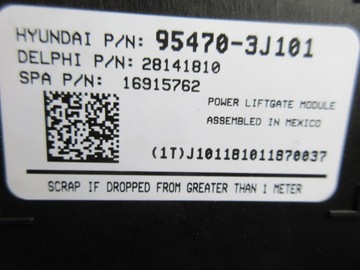 HYUNDAI P/N: 95470-3J101
DELPHI P/N: 28141810
SPA P/N: 16915762
POWER LIFTGATE MODULE
ASSEMBLED IN MEXICO
(1T)J101181011870037
SCRAP IF DROPPED FROM GREATER THAN 1 METER